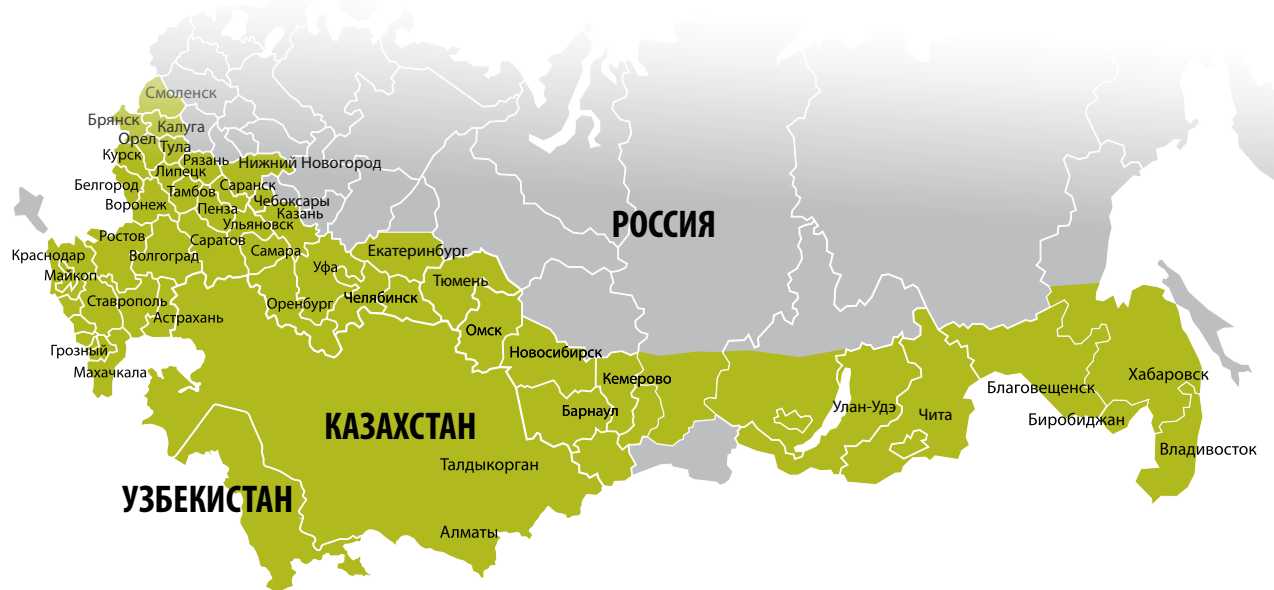 Смоленск
Брянск
Калуга
Орел
Тула
Курск
Рязань
Нижний Новгород
Липецк
Белгород
Тамбов
Саранск
Воронеж
Пенза
Чебоксары
Казань
Ульяновск
РОССИЯ
Ростов
Саратов
Краснодар
Волгоград
Самара
Екатеринбург
Майкоп
Уфа
Тюмень
Ставрополь
Оренбург
Челябинск
Астрахань
Омск
Грозный
Новосибирск
Махачкала
Кемерово
Хабаровск
Благовещенск
Барнаул
Улан-Удэ
Чита
Биробиджан
КАЗАХСТАН
Владивосток
Талдыкорган
УЗБЕКИСТАН
Алматы